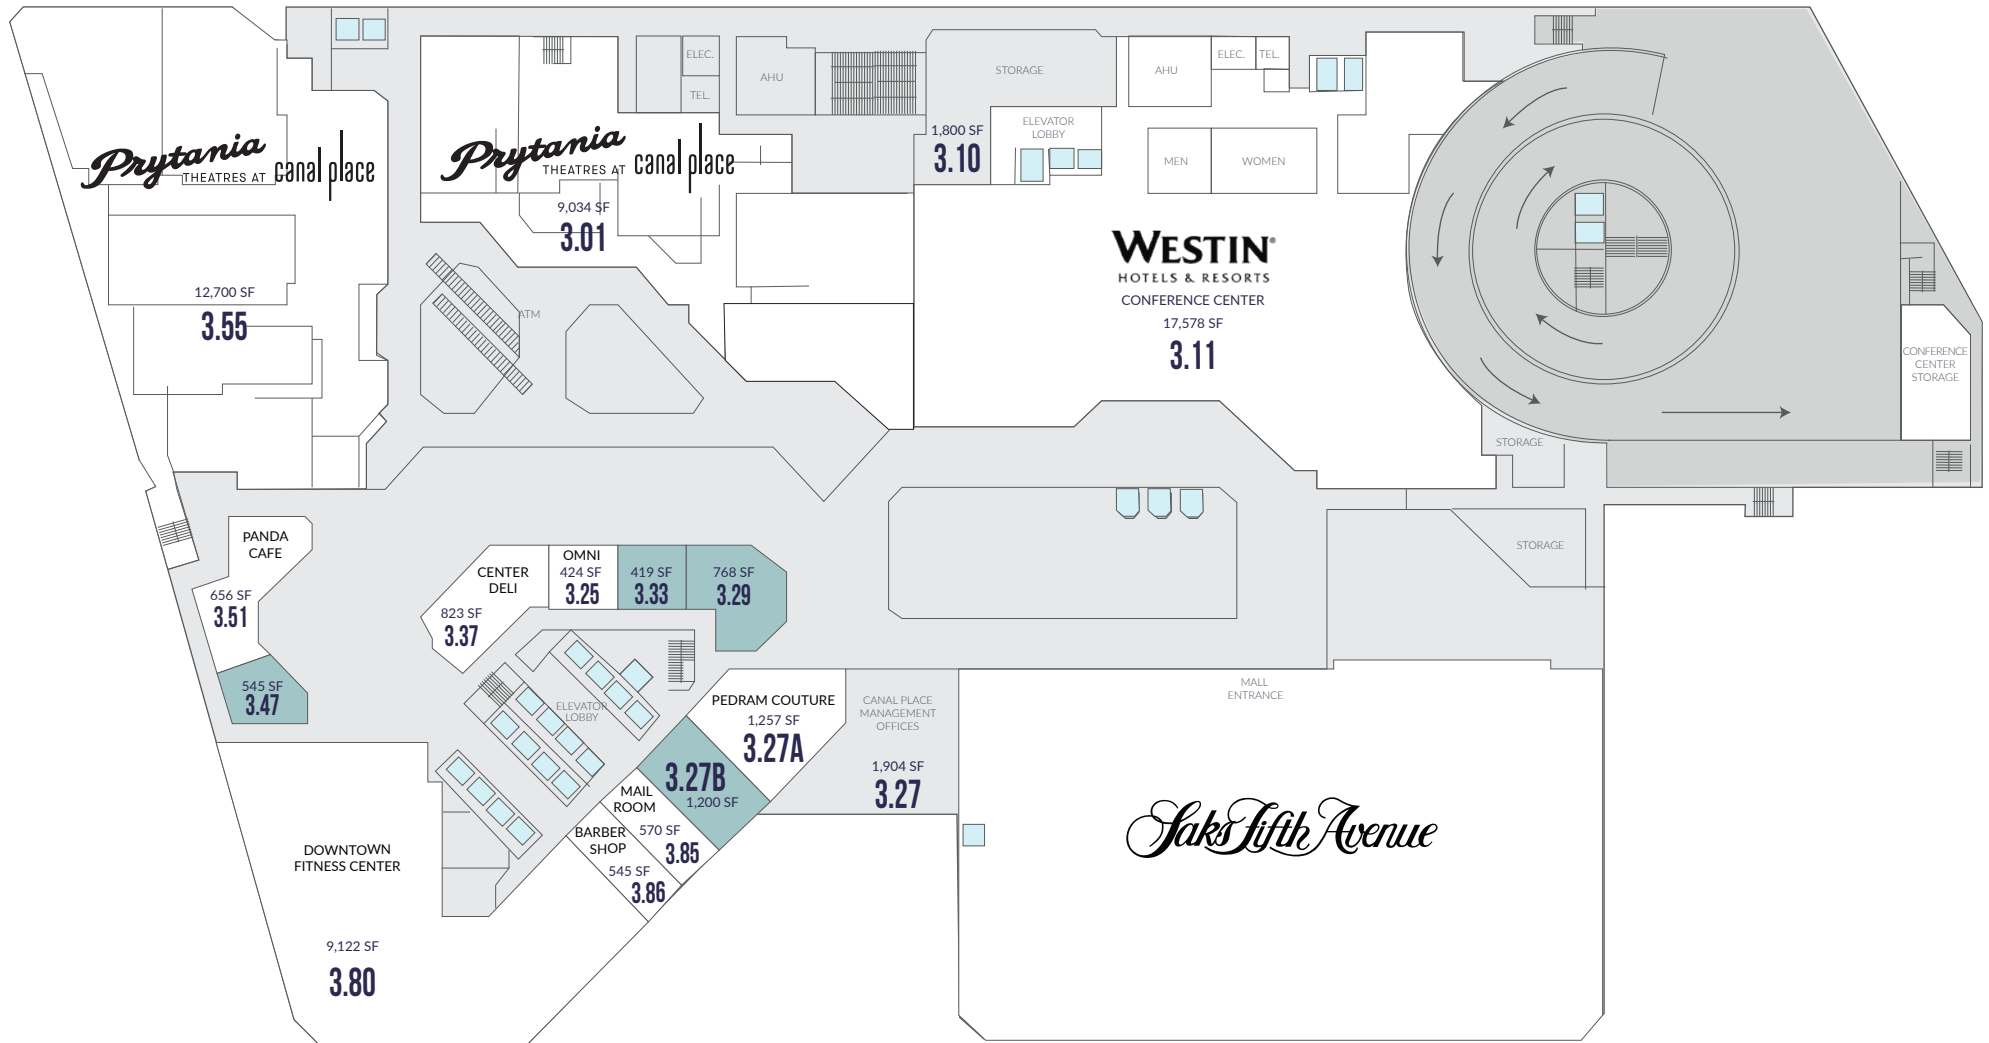 ELEC.
TEL.
AHU
STORAGE
AHU
ELEC.
TEL.
1,800 SF
3.10
ELEVATOR
LOBBY
MEN
WOMEN
Prytania
THEATRES AT canal place
Prytania
THEATRES AT canal place
9,034 SF
3.01
WESTIN®
HOTELS & RESORTS
CONFERENCE CENTER
17,578 SF
3.11
12,700 SF
3.55
ATM
CONFERENCE
CENTER
STORAGE
STORAGE
STORAGE
PANDA
CAFE
656 SF
3.51
545 SF
3.47
CENTER
DELI
823 SF
3.37
OMNI
424 SF
3.25
419 SF
3.33
768 SF
3.29
ELEVATOR
LOBBY
PEDRAM COUTURE
1,257 SF
3.27A
3.27B
1,200 SF
CANAL PLACE
MANAGEMENT
OFFICES
1,904 SF
3.27
MALL
ENTRANCE
MAIL
ROOM
570 SF
3.85
BARBER
SHOP
545 SF
3.86
Saks Fifth Avenue
DOWNTOWN
FITNESS CENTER
9,122 SF
3.80